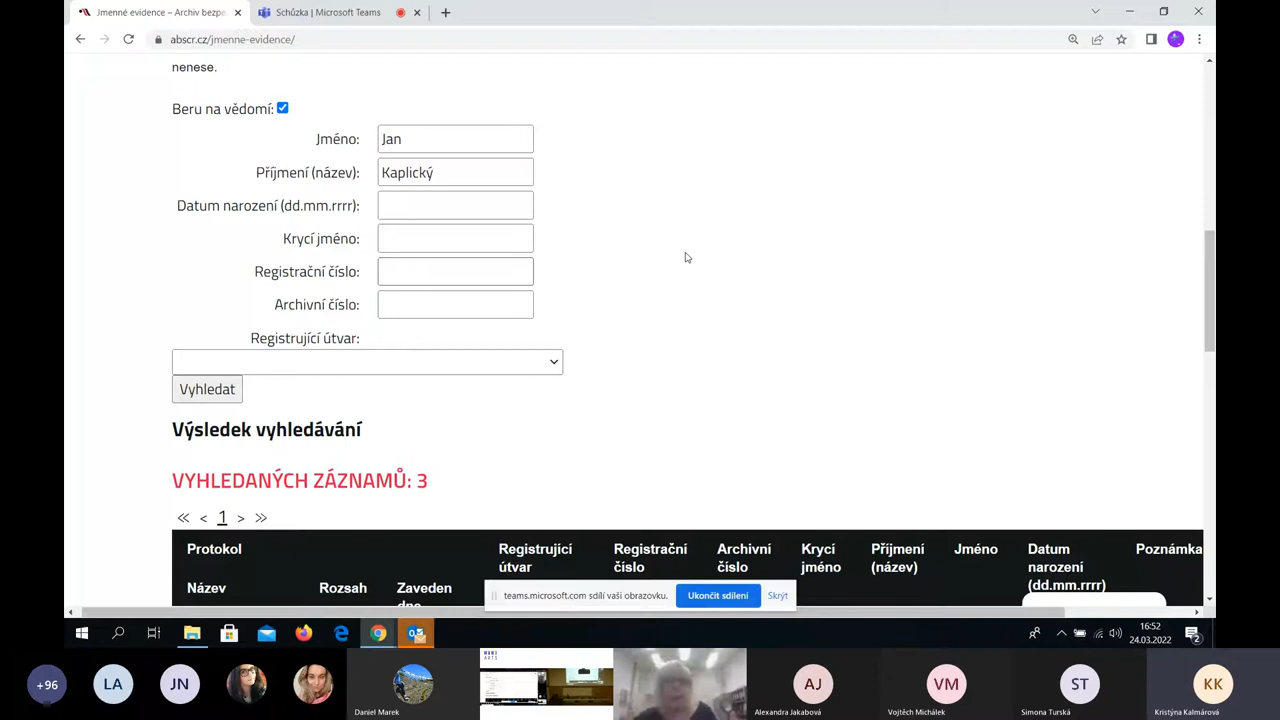 Jmenné evidence – Archiv bezpe
Schůzka | Microsoft Teams
abscr.cz/jmenne-evidence/
nenese.
Beru na vědomí:
Jméno: Jan
Příjmení (název): Kaplický
Datum narození (dd.mm.rrrr):
Krycí jméno:
Registrační číslo:
Archivní číslo:
Registrující útvar:
Vyhledat
Výsledek vyhledávání
VYHLEDANÝCH ZÁZNAMŮ: 3
« < 1 > »
Protokol
Registrující útvar
Registrační číslo
Archivní číslo
Krycí jméno
Příjmení (název)
Jméno
Datum narození (dd.mm.rrrr)
Poznámka
Název
Rozsah
Zaveden dne
teams.microsoft.com sdílí vaši obrazovku.
Ukončit sdílení
Skrýt
16:52
24.03.2022
2
+96
LA
JN
Daniel Marek
MUNI
ARTS
AJ
Alexandra Jakabová
VM
Vojtěch Michálek
ST
Simona Turská
KK
Kristýna Kalmárová